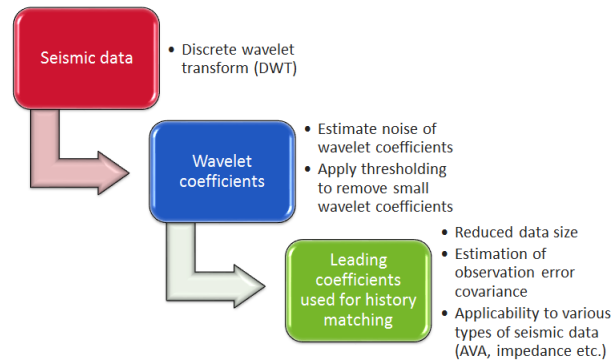 Seismic data
• Discrete wavelet
transform (DWT)
Wavelet
coefficients
• Estimate noise of
wavelet coefficients
• Apply thresholding
to remove small
wavelet coefficients
Leading
coefficients
used for history
matching
• Reduced data size
• Estimation of
observation error
covariance
• Applicability to various
types of seismic data
(AVA, impedance etc.)